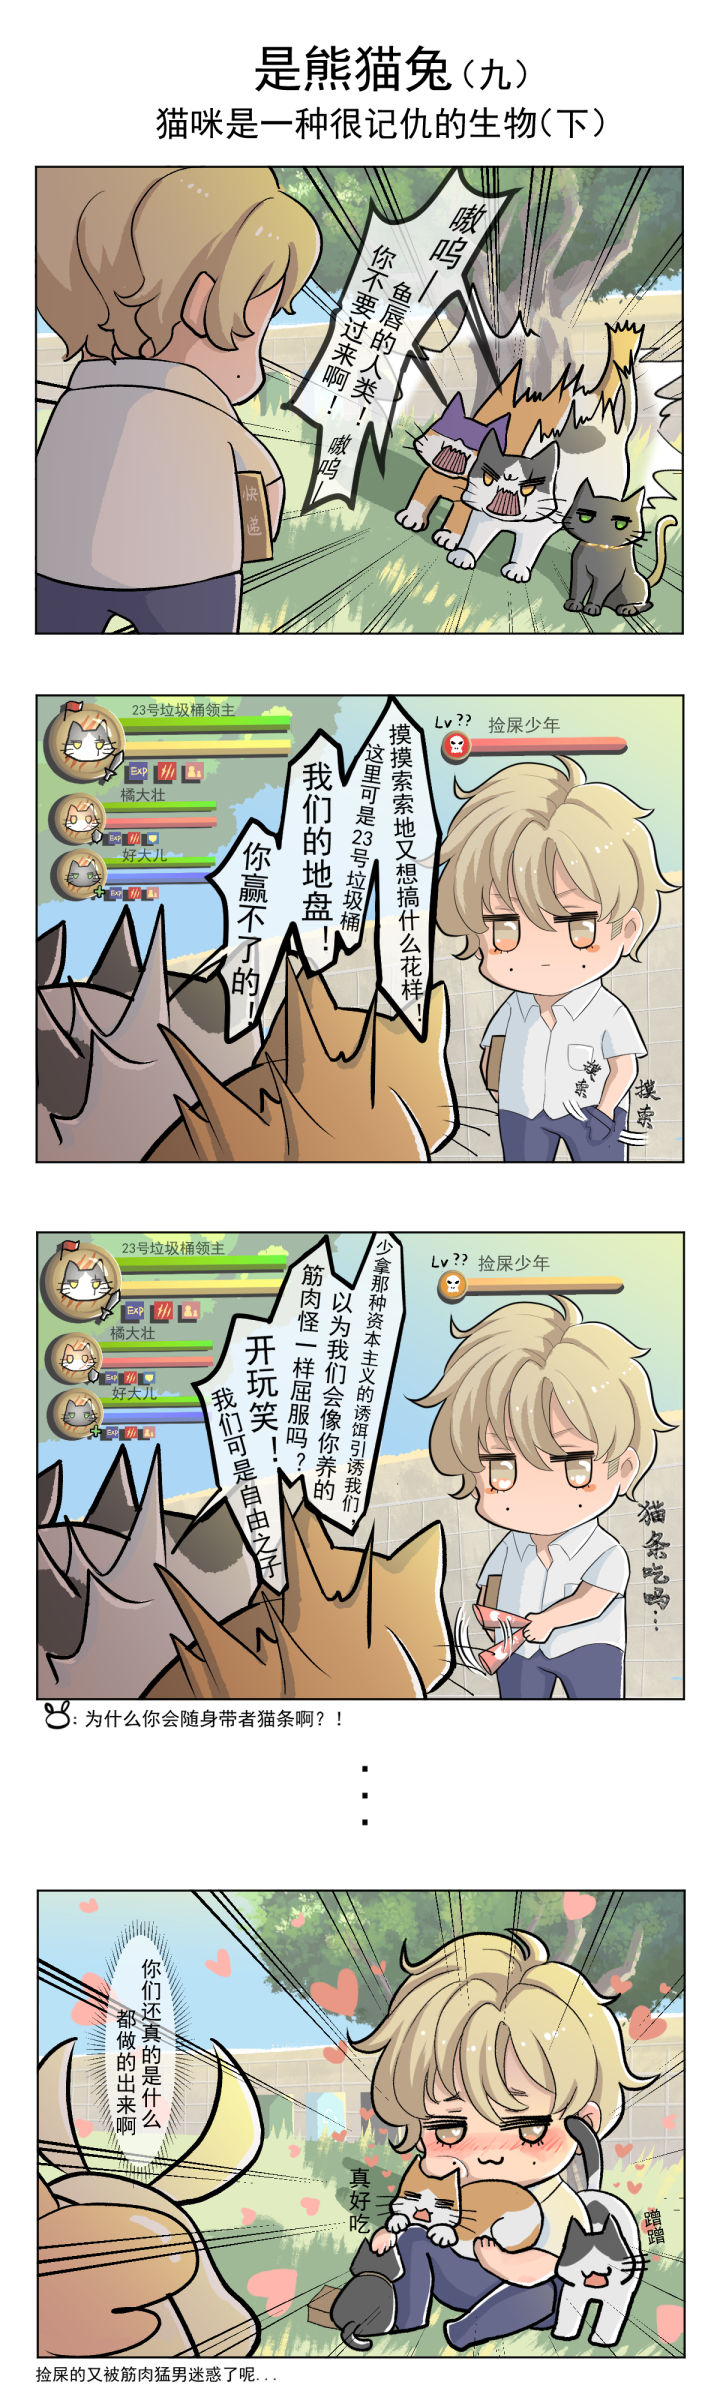 是熊猫兔（九）
猫咪是一种很记仇的生物（下）
嗷呜—
鱼唇的人类！
你不要过来啊！
嗷呜—
快递
23号垃圾桶领主
Exp
橘大壮
Exp
好大儿
Exp
Lv??
捡屎少年
摸摸索索地又想搞什么花样！
这里可是23号垃圾桶
我们的地盘！
你赢不了的！
摸索
摸索
23号垃圾桶领主
Exp
橘大壮
Exp
好大儿
Exp
Lv??
捡屎少年
少拿那种资本主义的诱饵引诱我们，
以为我们会像你养的
筋肉怪一样屈服吗？
开玩笑！
我们可是自由之子
猫条吃吗…
：为什么你会随身带者猫条啊？！
你们还真的是什么
都做的出来啊
真好吃
蹭蹭
捡屎的又被筋肉猛男迷惑了呢...